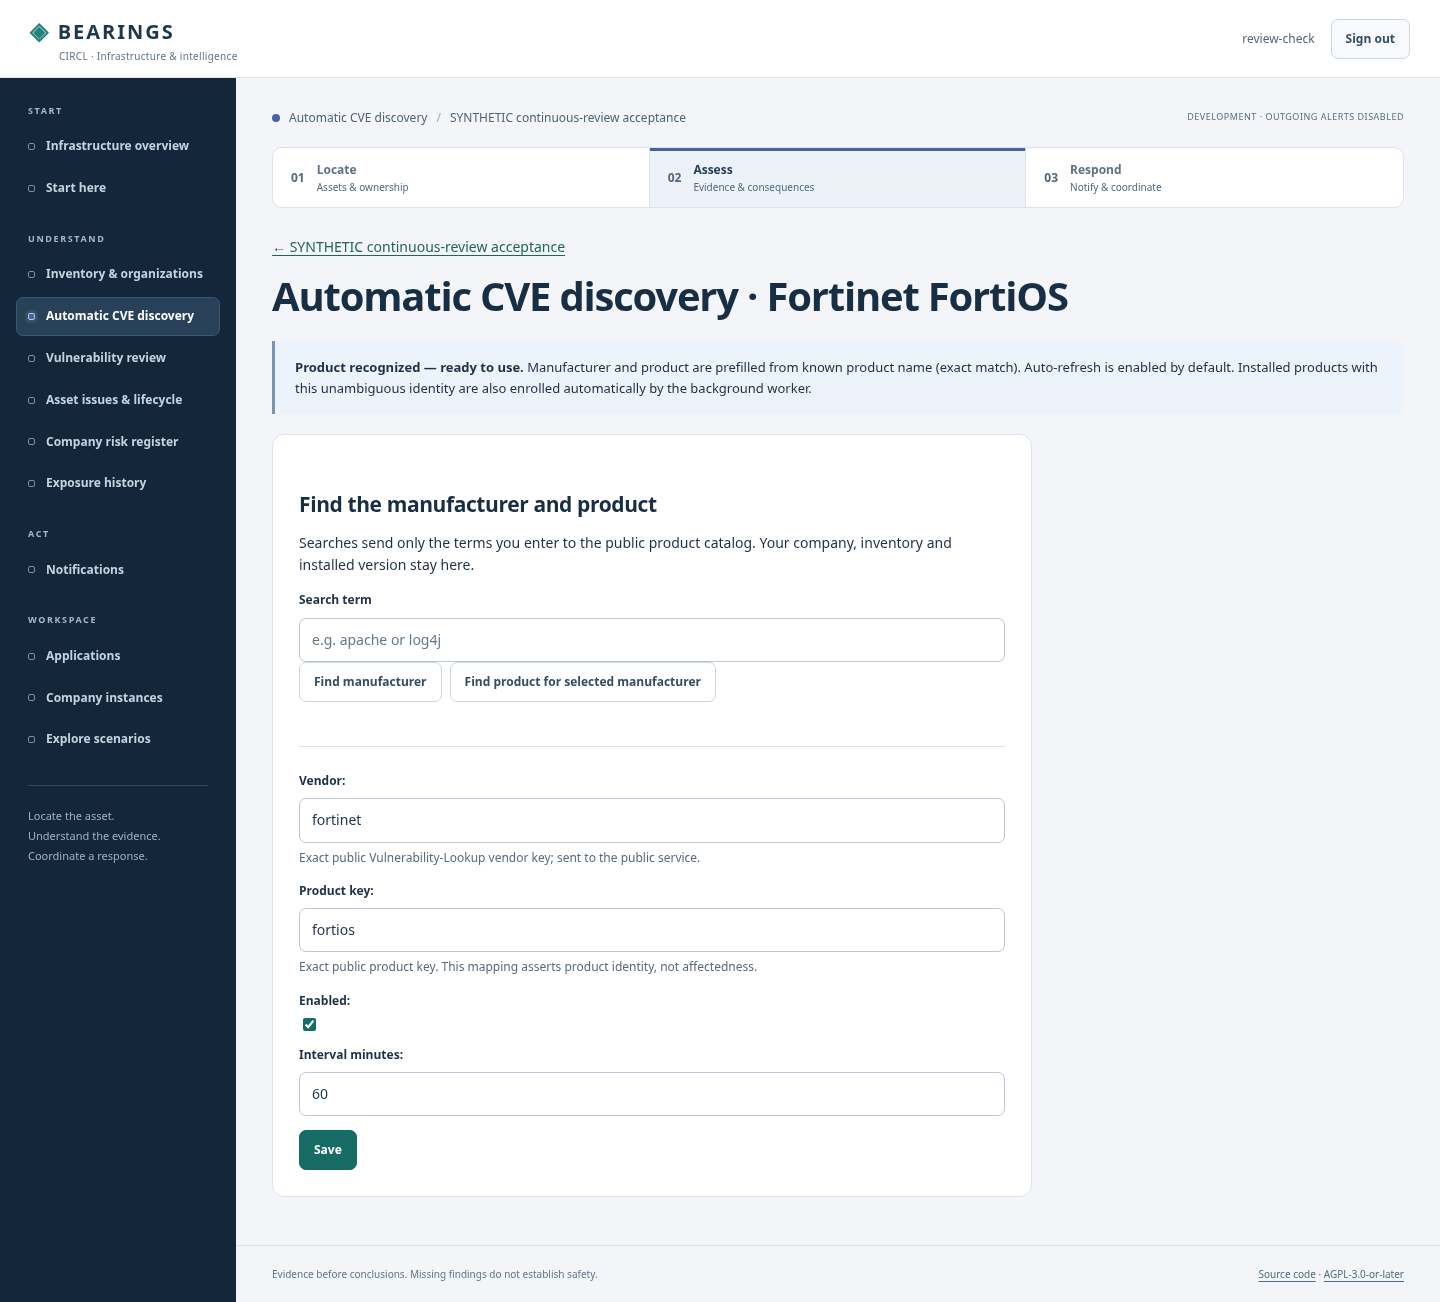 BEARINGS
CIRCL · Infrastructure & intelligence
review-check
Sign out
START
Infrastructure overview
Start here
UNDERSTAND
Inventory & organizations
Automatic CVE discovery
Vulnerability review
Asset issues & lifecycle
Company risk register
Exposure history
ACT
Notifications
WORKSPACE
Applications
Company instances
Explore scenarios
Locate the asset.
Understand the evidence.
Coordinate a response.
Automatic CVE discovery / SYNTHETIC continuous-review acceptance
DEVELOPMENT · OUTGOING ALERTS DISABLED
01 Locate
Assets & ownership
02 Assess
Evidence & consequences
03 Respond
Notify & coordinate
← SYNTHETIC continuous-review acceptance
Automatic CVE discovery · Fortinet FortiOS
Product recognized — ready to use. Manufacturer and product are prefilled from known product name (exact match). Auto-refresh is enabled by default. Installed products with
this unambiguous identity are also enrolled automatically by the background worker.
Find the manufacturer and product
Searches send only the terms you enter to the public product catalog. Your company, inventory and
installed version stay here.
Search term
e.g. apache or log4j
Find manufacturer
Find product for selected manufacturer
Vendor:
fortinet
Exact public Vulnerability-Lookup vendor key; sent to the public service.
Product key:
fortios
Exact public product key. This mapping asserts product identity, not affectedness.
Enabled:
Interval minutes:
60
Save
Evidence before conclusions. Missing findings do not establish safety.
Source code · AGPL-3.0-or-later